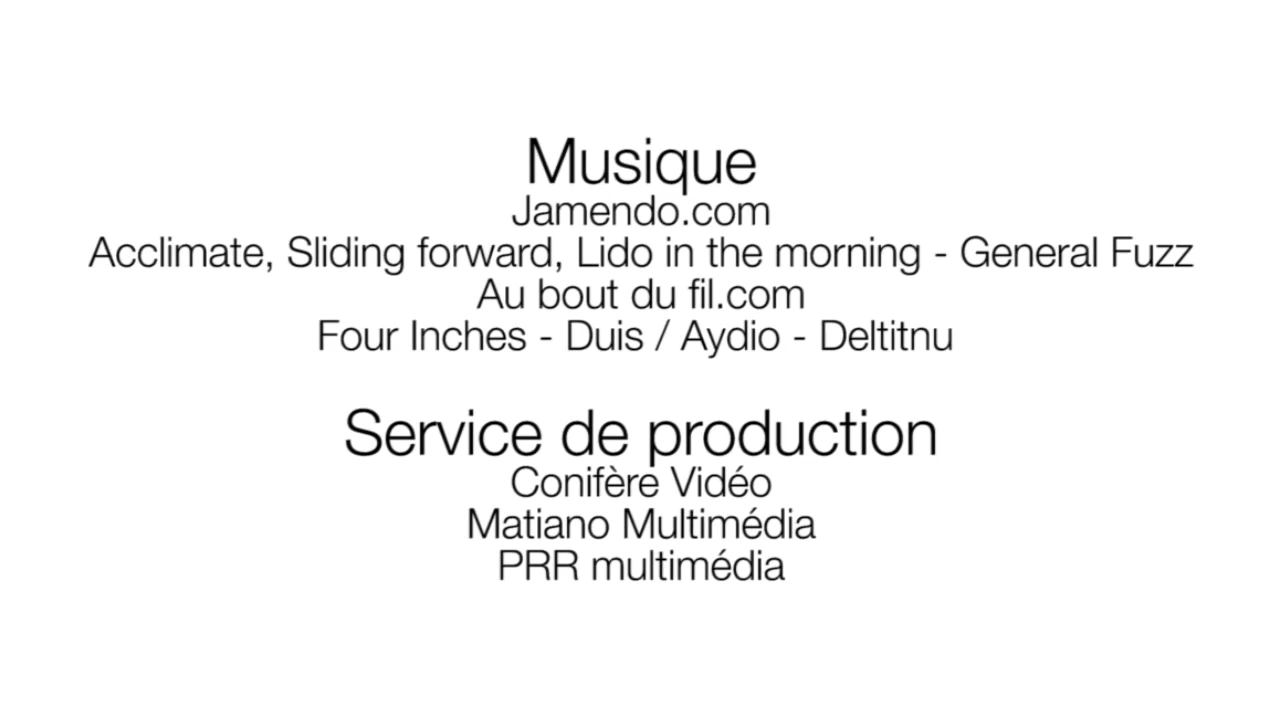 Musique
Jamendo.com
Acclimate, Sliding forward, Lido in the morning - General Fuzz
Au bout du fil.com
Four Inches - Duis / Aydio - Deltitnu
Service de production
Conifère Vidéo
Matiano Multimédia
PRR multimédia